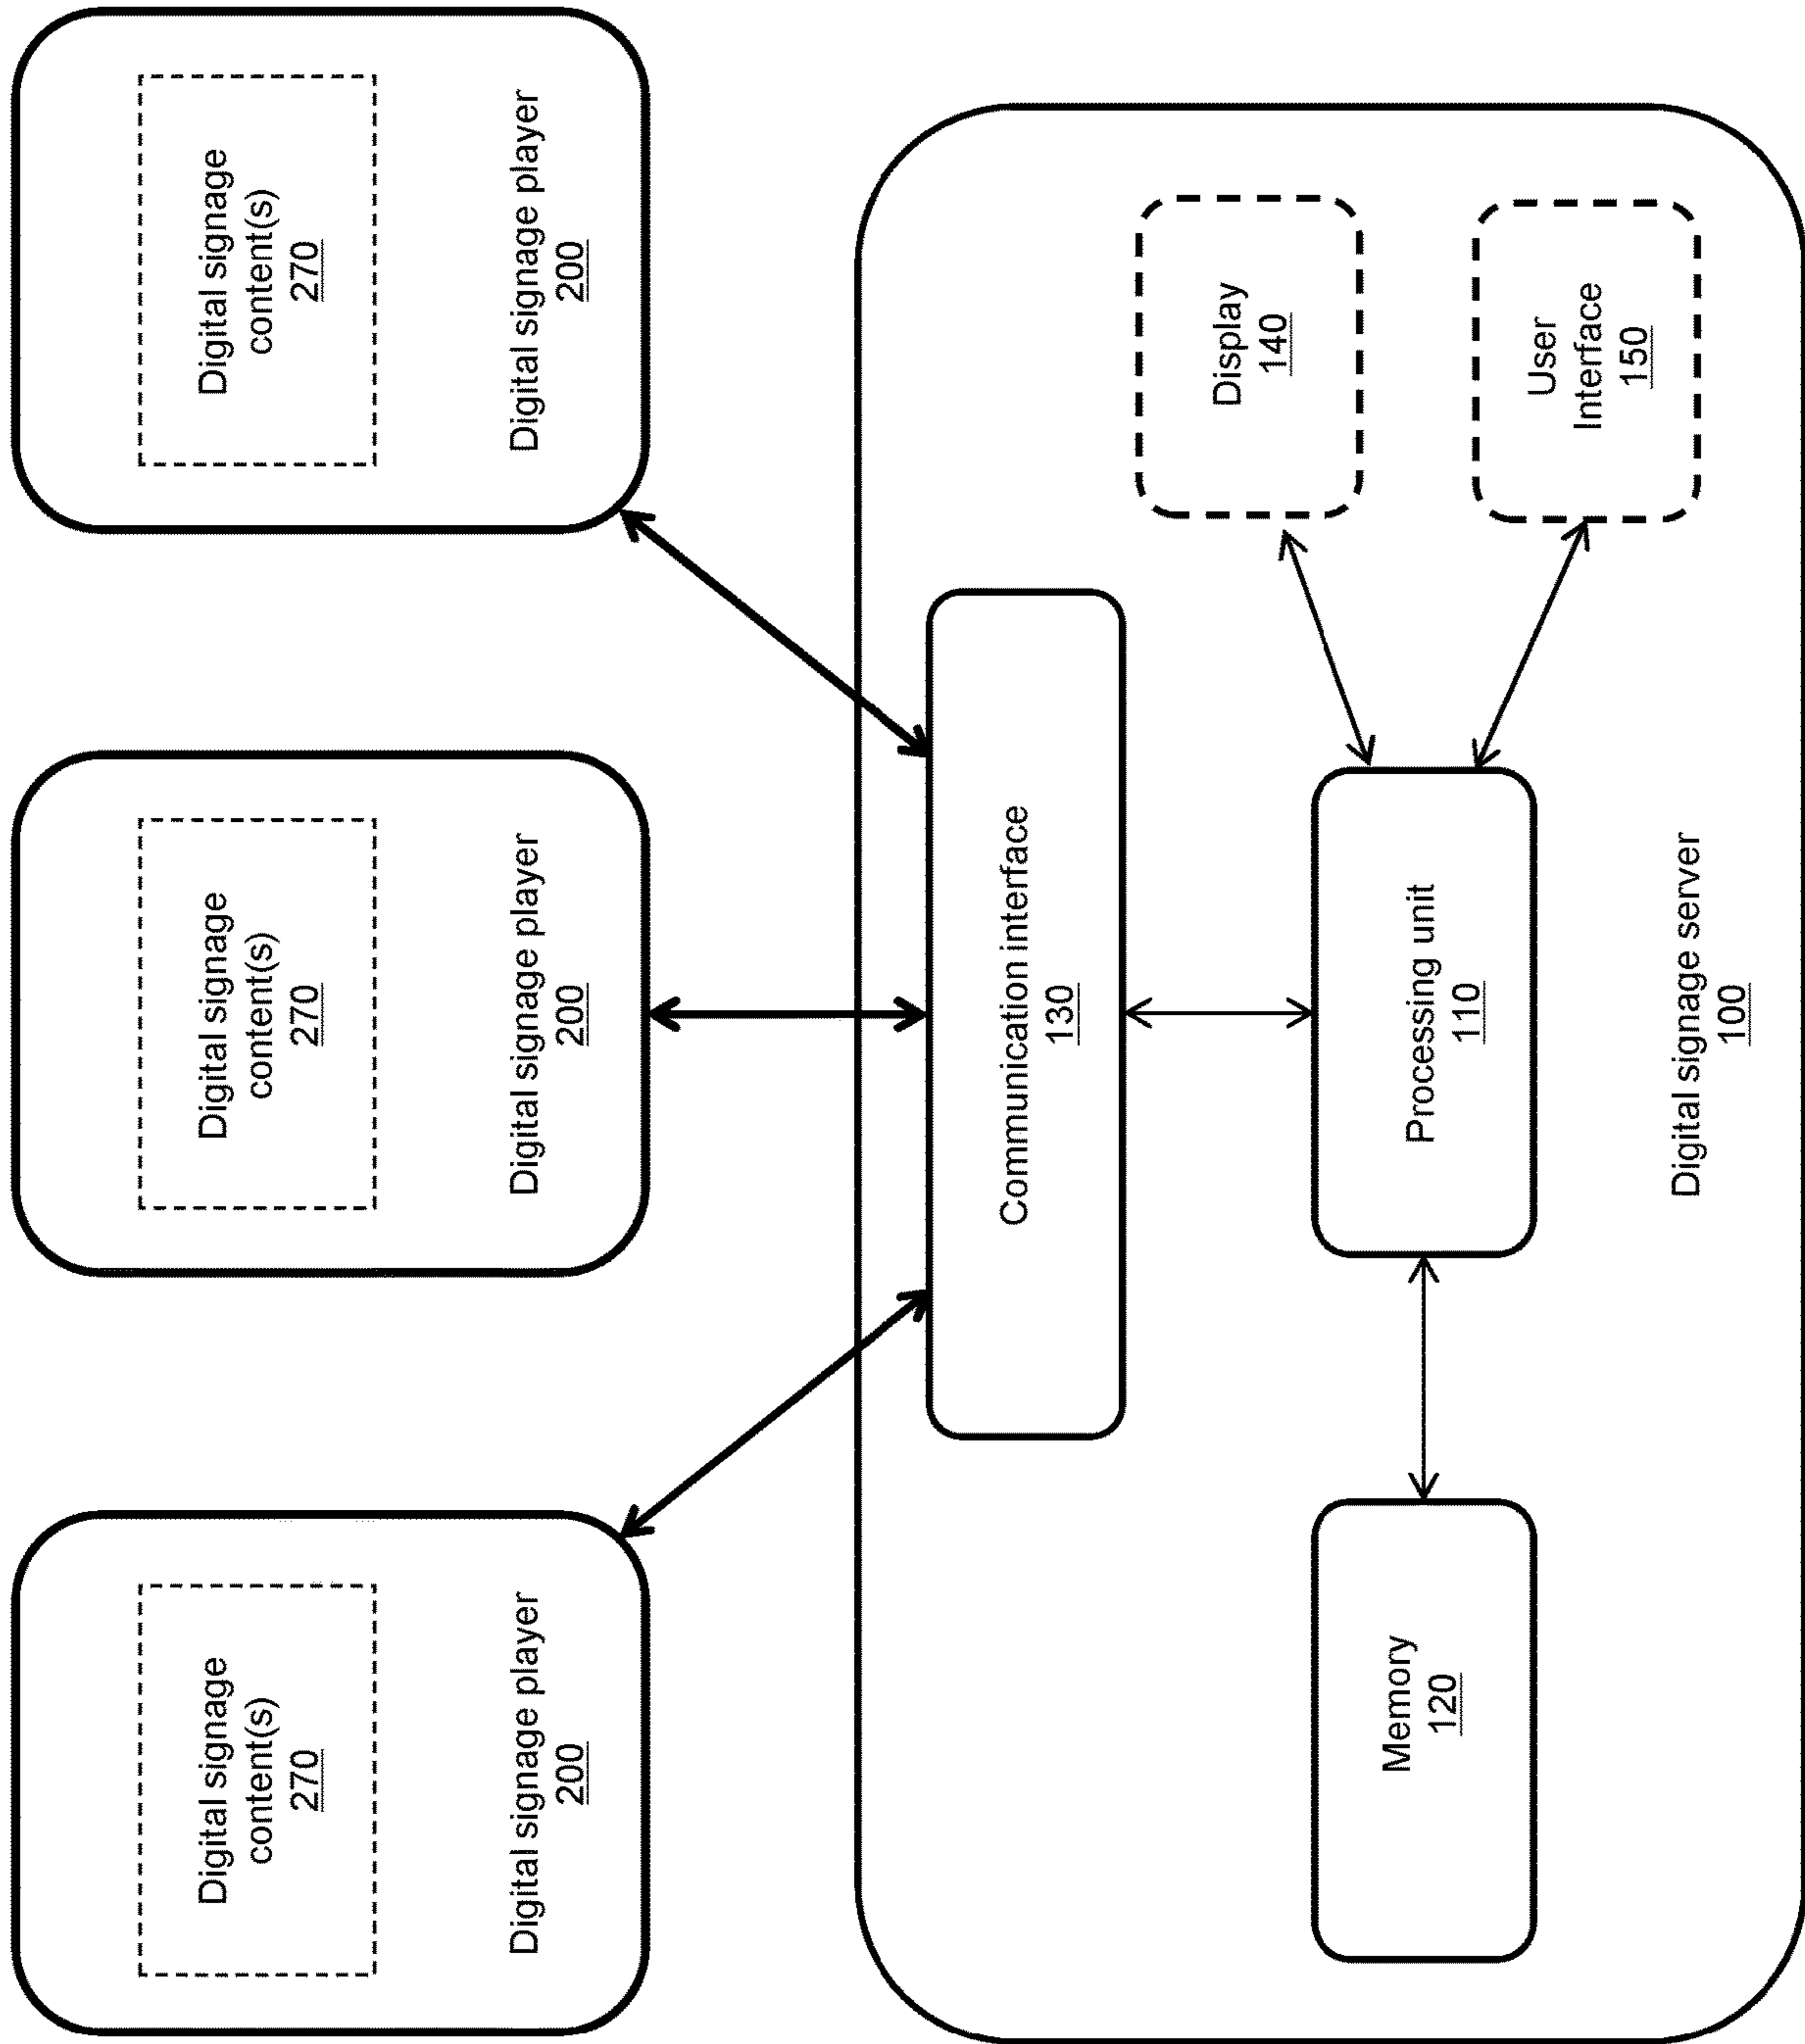 Digital signage
content(s)
270
Digital signage player
200
Digital signage
content(s)
270
Digital signage player
200
Digital signage
content(s)
270
Digital signage player
200
Communication interface
130
Memory
120
Processing unit
110
Display
140
User
Interface
150
Digital signage server
100